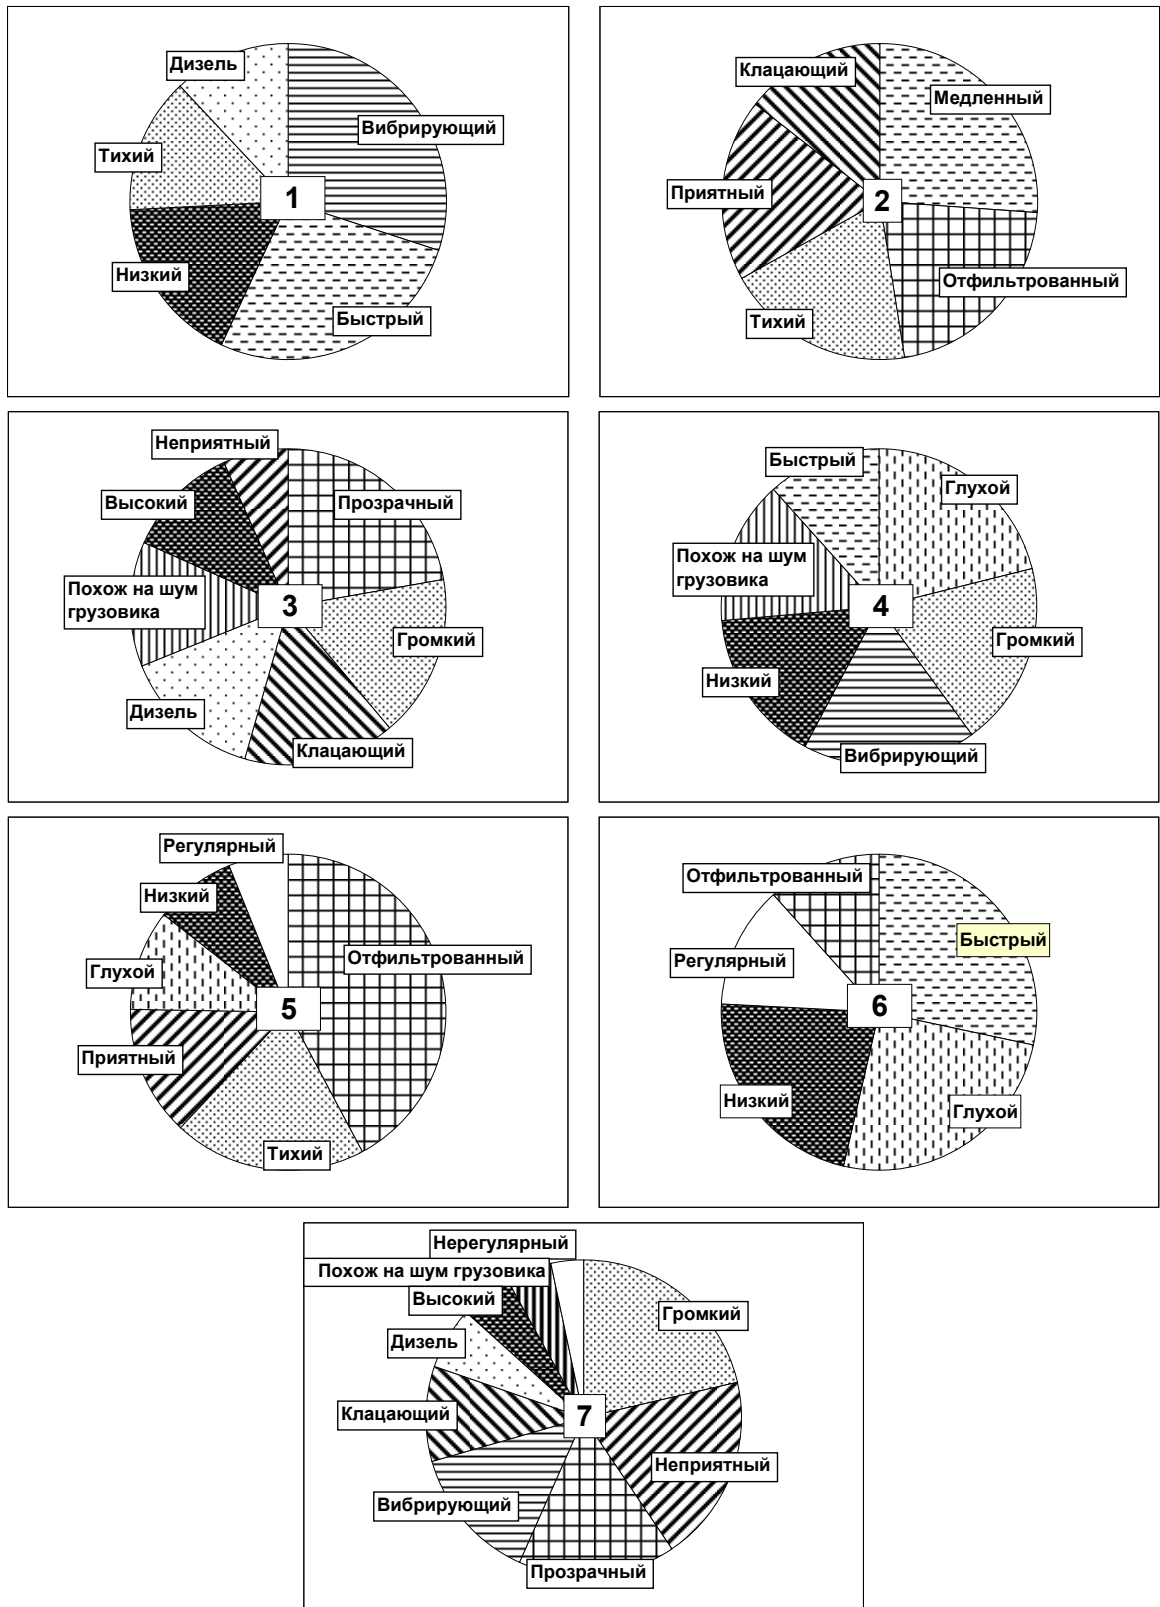 Дизель
Вибрирующий
Тихий
1
Низкий
Быстрый
Клацающий
Медленный
Приятный
2
Отфильтрованный
Тихий
Неприятный
Высокий
Прозрачный
Похож на шум
грузовика
3
Громкий
Дизель
Клацающий
Быстрый
Глухой
Похож на шум
грузовика
4
Громкий
Низкий
Вибрирующий
Регулярный
Низкий
Отфильтрованный
Глухой
5
Приятный
Тихий
Отфильтрованный
Быстрый
Регулярный
6
Низкий
Глухой
Нерегулярный
Похож на шум грузовика
Высокий
Громкий
Дизель
Клацающий
7
Неприятный
Вибрирующий
Прозрачный